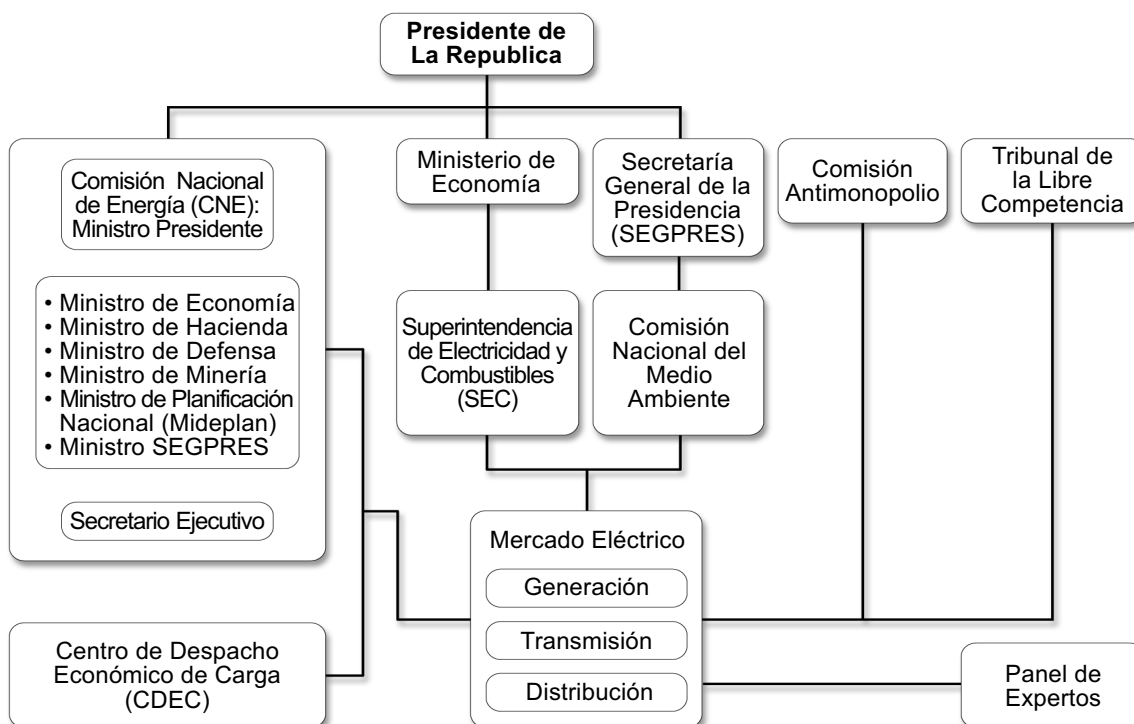 Presidente de
La Republica
Comisión Nacional
de Energía (CNE):
Ministro Presidente
• Ministro de Economía
• Ministro de Hacienda
• Ministro de Defensa
• Ministro de Minería
• Ministro de Planificación
Nacional (Mideplan)
• Ministro SEGPRES
Secretario Ejecutivo
Ministerio de
Economía
Secretaría
General de la
Presidencia
(SEGPRES)
Comisión
Antimonopolio
Tribunal de
la Libre
Competencia
Superintendencia
de Electricidad y
Combustibles
(SEC)
Comisión
Nacional del
Medio
Ambiente
Mercado Eléctrico
Generación
Transmisión
Distribución
Centro de Despacho
Económico de Carga
(CDEC)
Panel de
Expertos